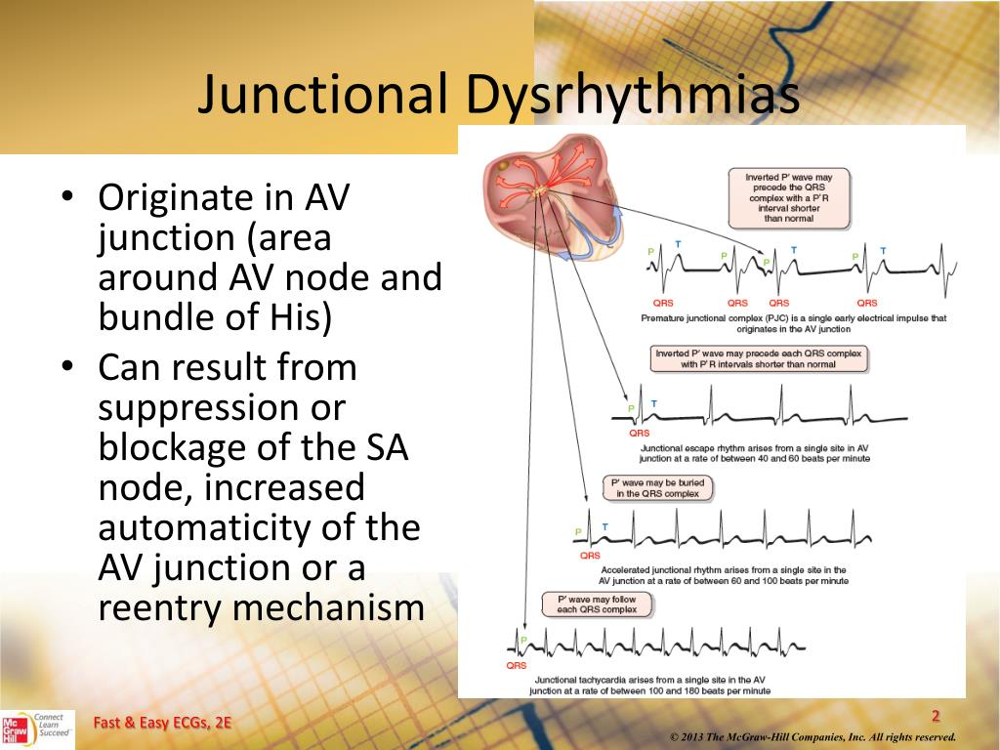 Junctional Dysrhythmias
• Originate in AV
junction (area
around AV node and
bundle of His)
• Can result from
suppression or
blockage of the SA
node, increased
automaticity of the
AV junction or a
reentry mechanism
Inverted P′ wave may
precede the QRS
complex with a P′R
interval shorter
than normal
P T P P T P T
QRS QRS QRS QRS
Premature junctional complex (PJC) is a single early electrical impulse that
originates in the AV junction
Inverted P′ wave may precede each QRS complex
with P′R intervals shorter than normal
P T
QRS
Junctional escape rhythm arises from a single site in AV
junction at a rate of between 40 and 60 beats per minute
P′ wave may be buried
in the QRS complex
P T
QRS
Accelerated junctional rhythm arises from a single site in the
AV junction at a rate of between 60 and 100 beats per minute
P′ wave may follow
each QRS complex
P
QRS
Junctional tachycardia arises from a single site in the AV
junction at a rate of between 100 and 180 beats per minute
Mc
Graw
Hill
Connect
Learn
Succeed™
Fast & Easy ECGs, 2E
2
© 2013 The McGraw-Hill Companies, Inc. All rights reserved.